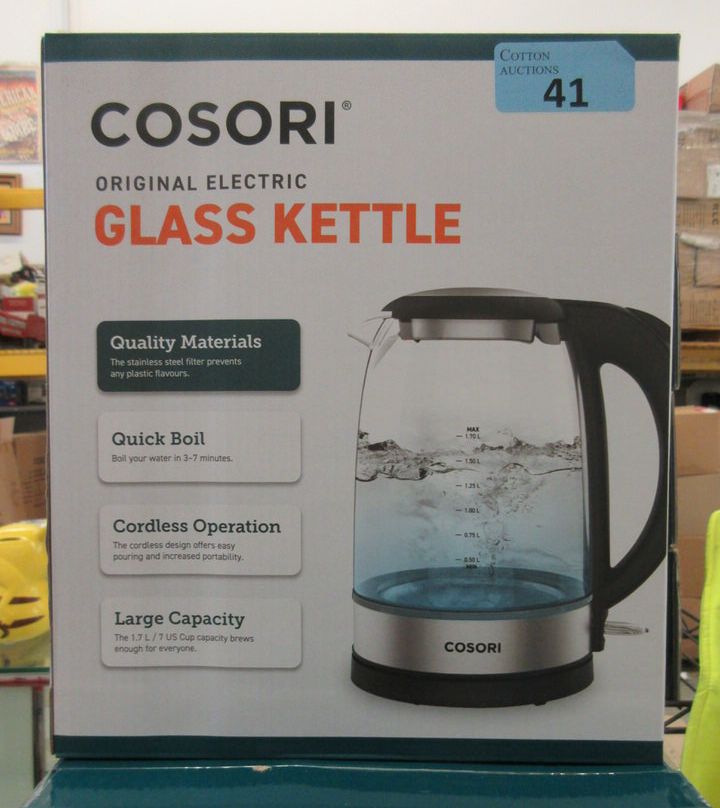 COTTON
AUCTIONS
41
COSORI®
ORIGINAL ELECTRIC
GLASS KETTLE
Quality Materials
The stainless steel filter prevents
any plastic flavours.
Quick Boil
Boil your water in 3-7 minutes.
Cordless Operation
The cordless design offers easy
pouring and increased portability.
Large Capacity
The 1.7 L / 7 US Cup capacity brews
enough for everyone.
MAX
1.70 L
1.50 L
1.25 L
1.00 L
0.75 L
0.50 L
MIN
COSORI